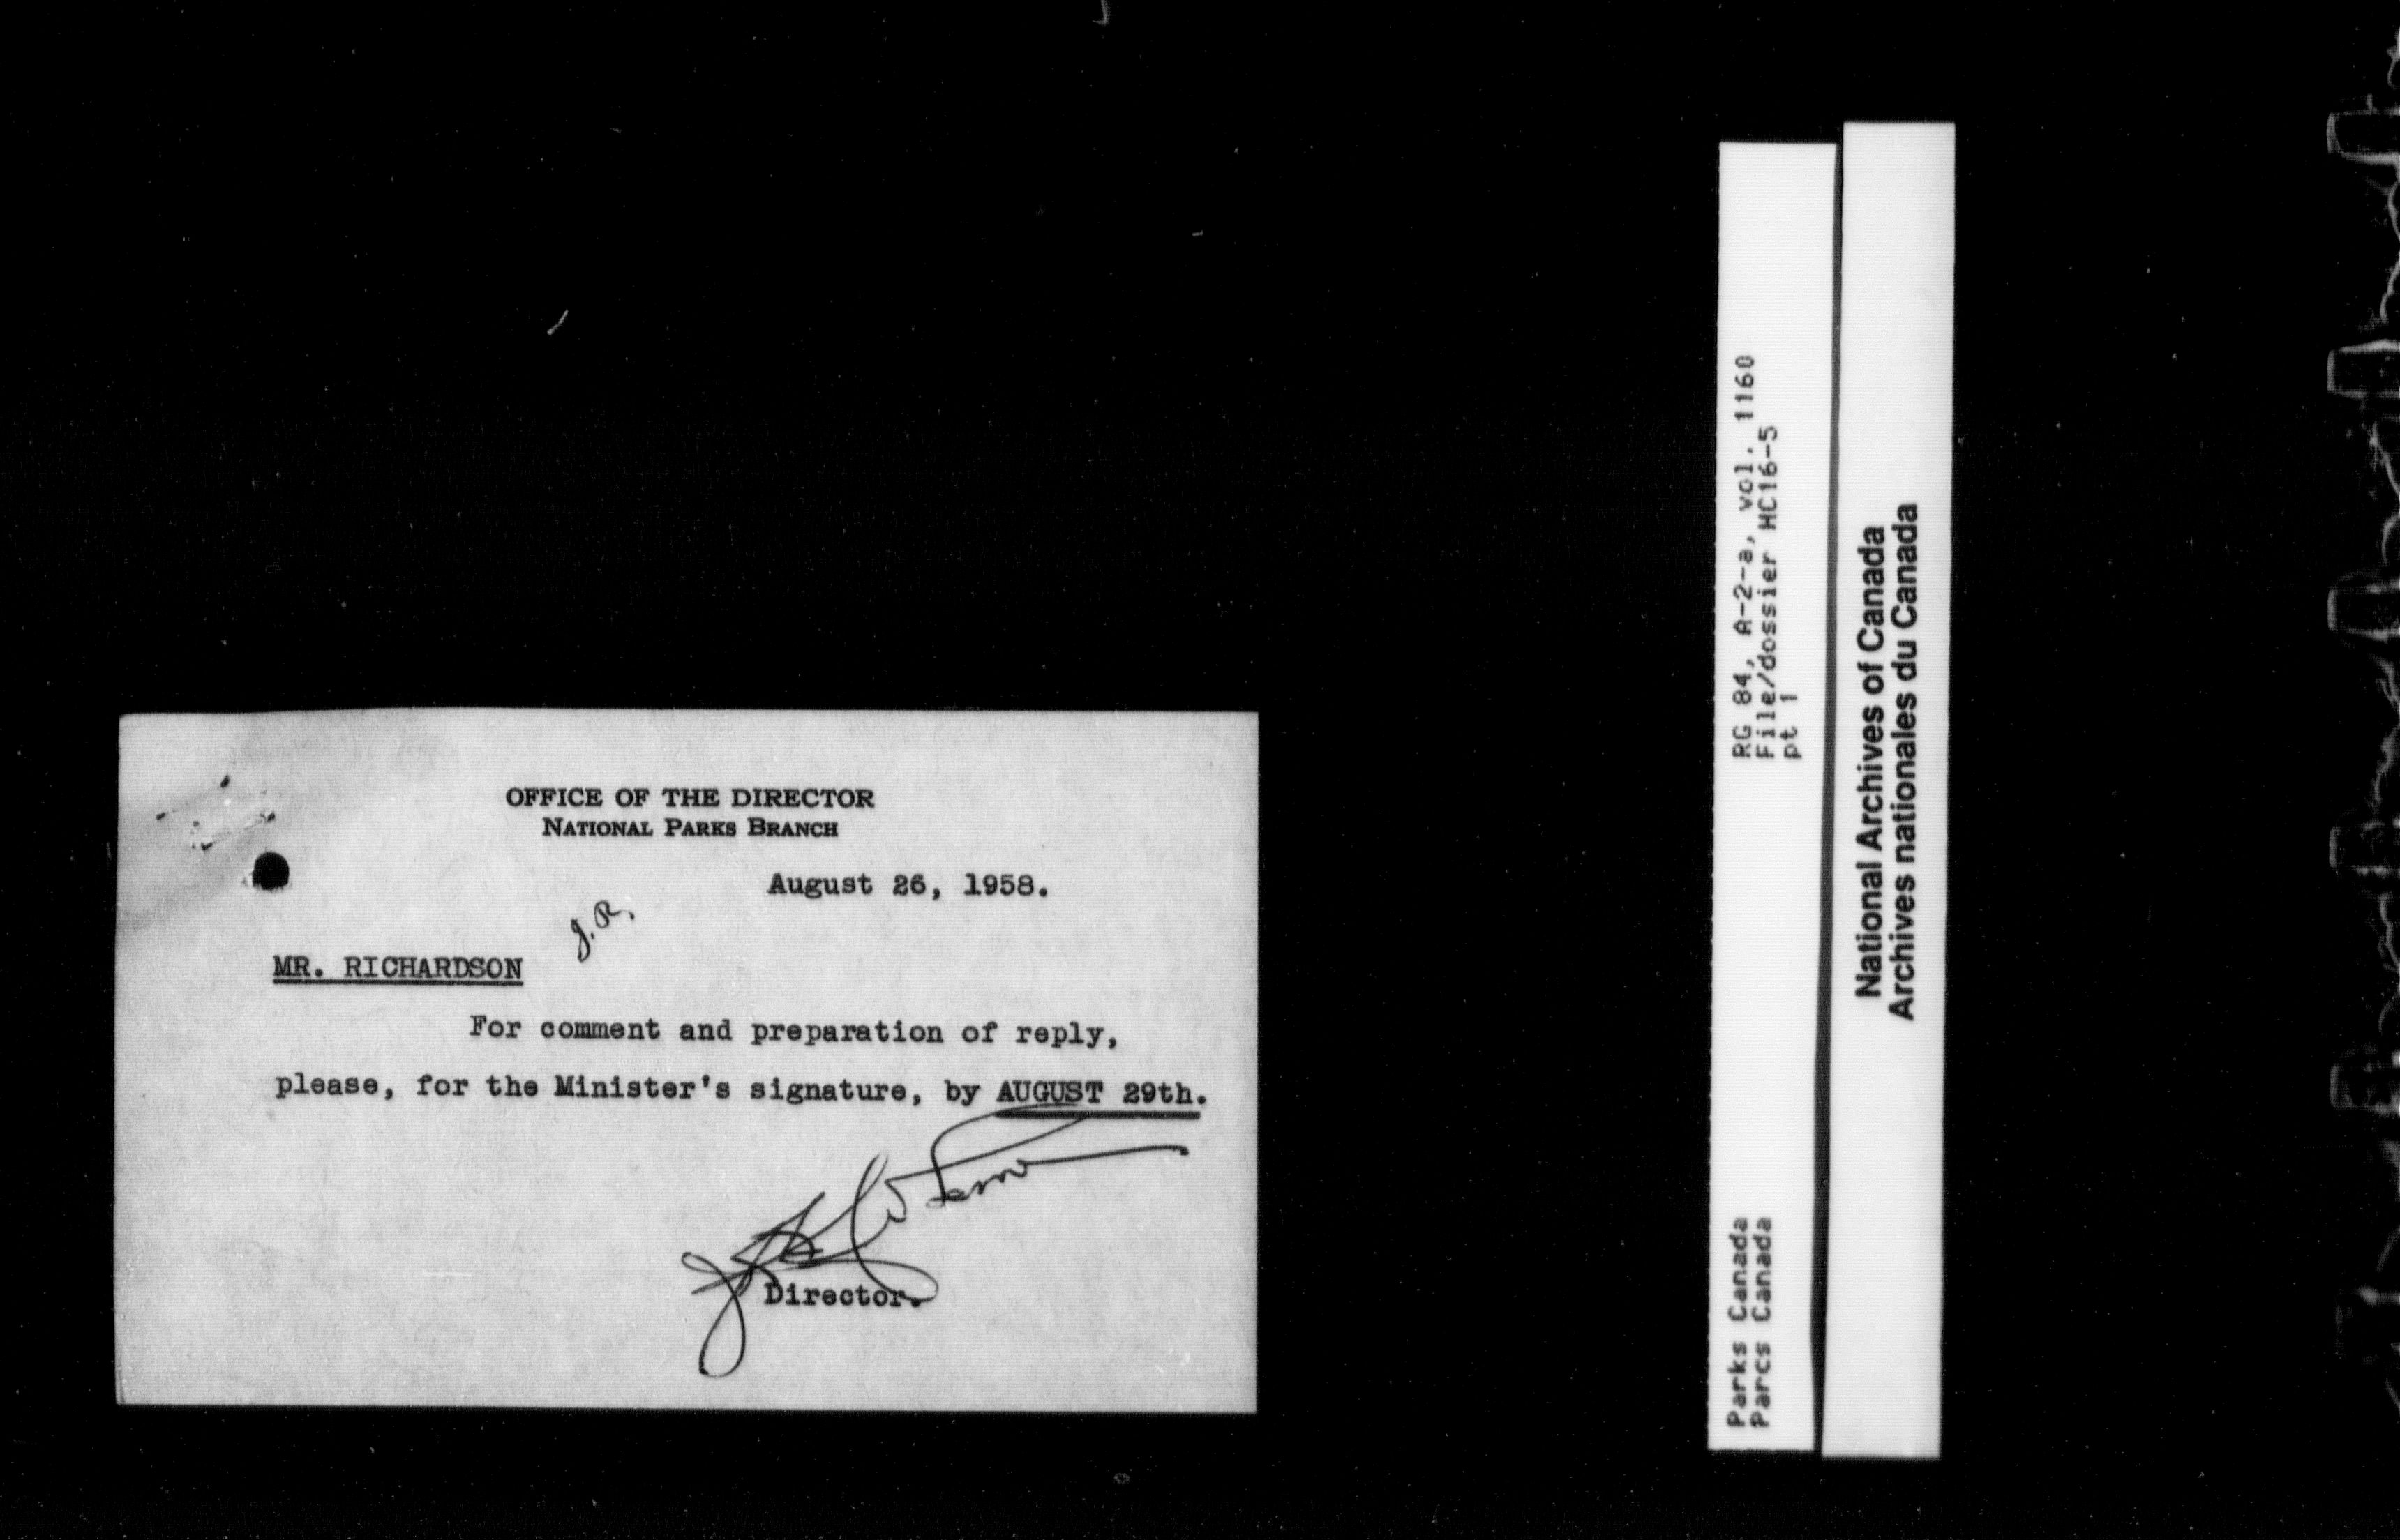 OFFICE OF THE DIRECTOR
NATIONAL PARKS BRANCH
August 26, 1958.
J.R.
MR. RICHARDSON
For comment and preparation of reply,
please, for the Minister's signature, by AUGUST 29th.
Director.
RG 84, A-2-a, vol. 1160
File/dossier HC16-5
pt 1
Parks Canada
Parcs Canada
National Archives of Canada
Archives nationales du Canada